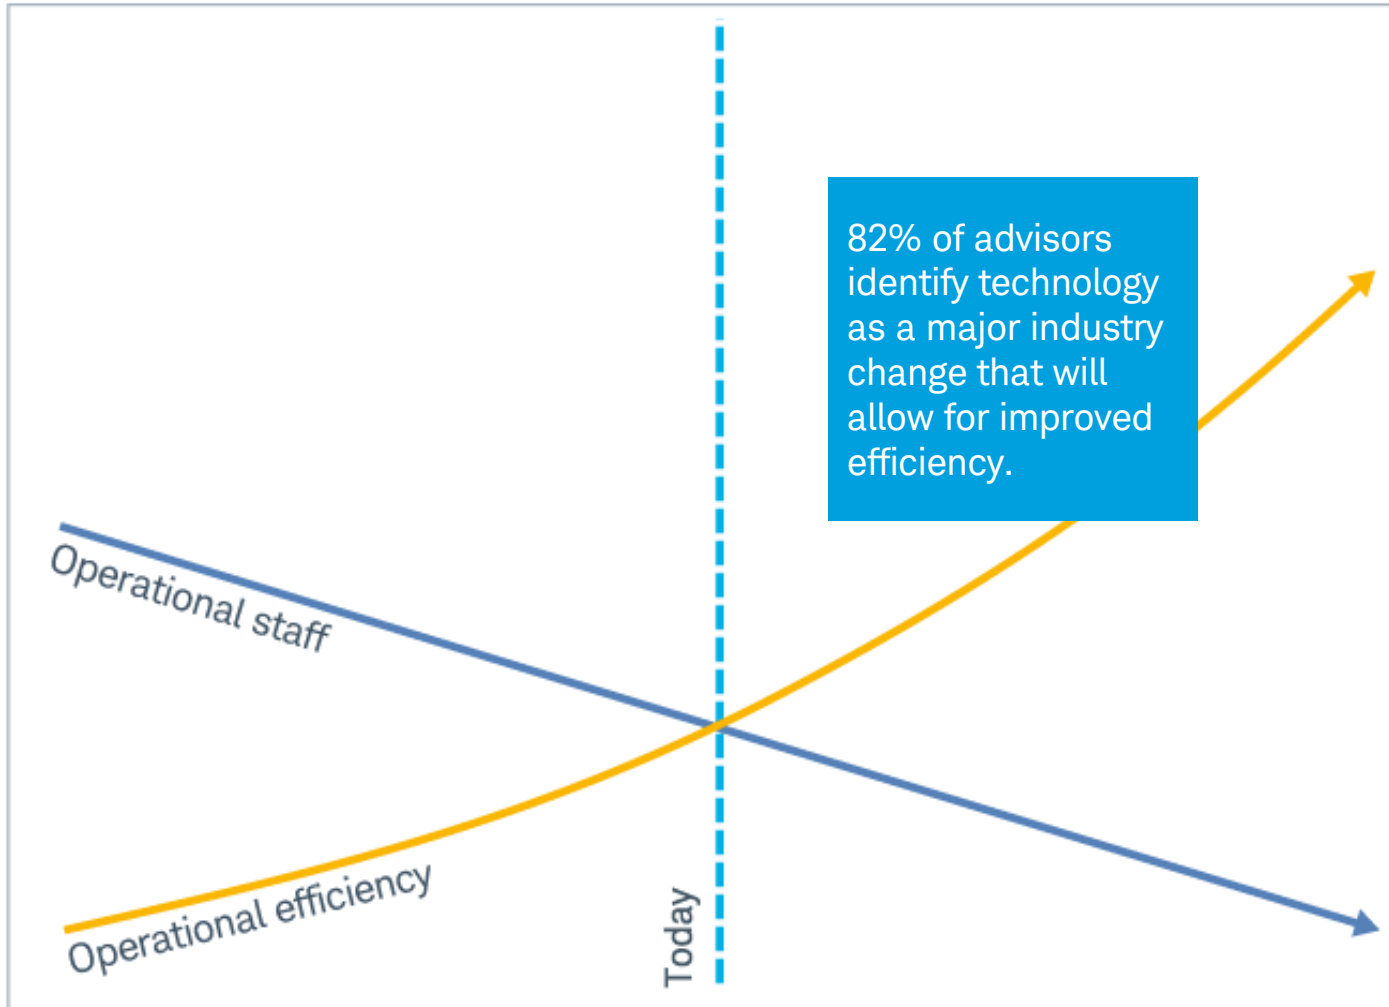 82% of advisors
identify technology
as a major industry
change that will
allow for improved
efficiency.
Operational staff
Operational efficiency
Today